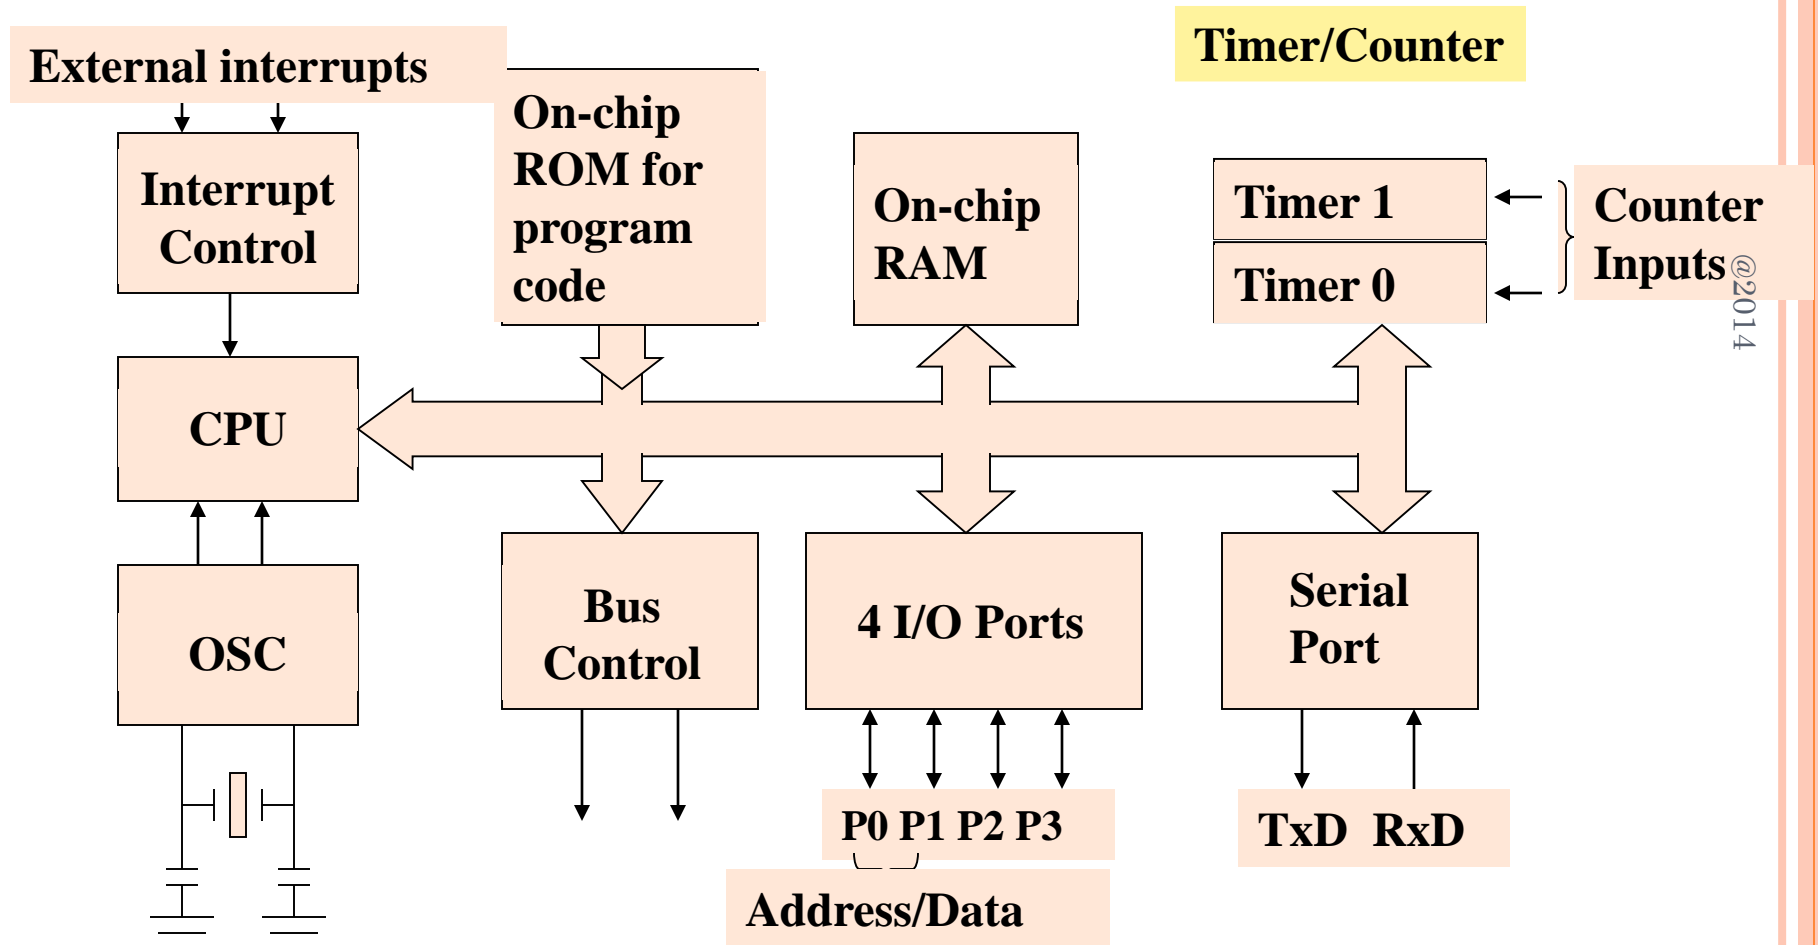 Timer/Counter
External interrupts
On-chip
ROM for
program
code
Interrupt
Control
On-chip
RAM
Timer 1
Timer 0
Counter
Inputs
@2014
CPU
OSC
Bus
Control
4 I/O Ports
Serial
Port
P0 P1 P2 P3
TxD RxD
Address/Data